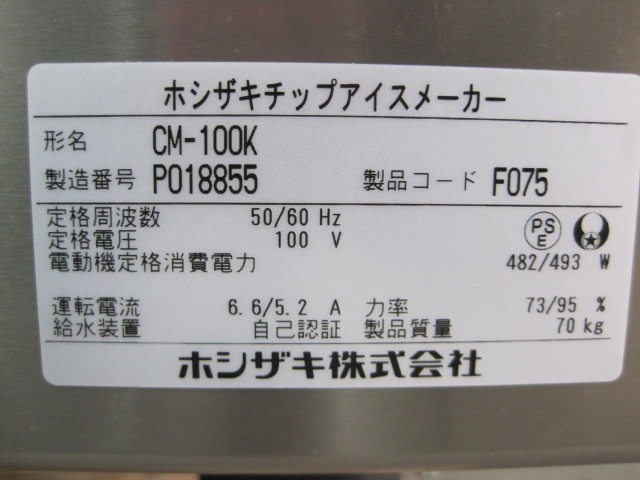 ホシザキチップアイスメーカー
形名 CM-100K
製造番号 P018855 製品コード F075
定格周波数 50/60 Hz
定格電圧 100 V
PS E
電動機定格消費電力 482/493 W
運転電流 6.6/5.2 A 力率 73/95 %
給水装置 自己認証 製品質量 70 kg
ホシザキ株式会社